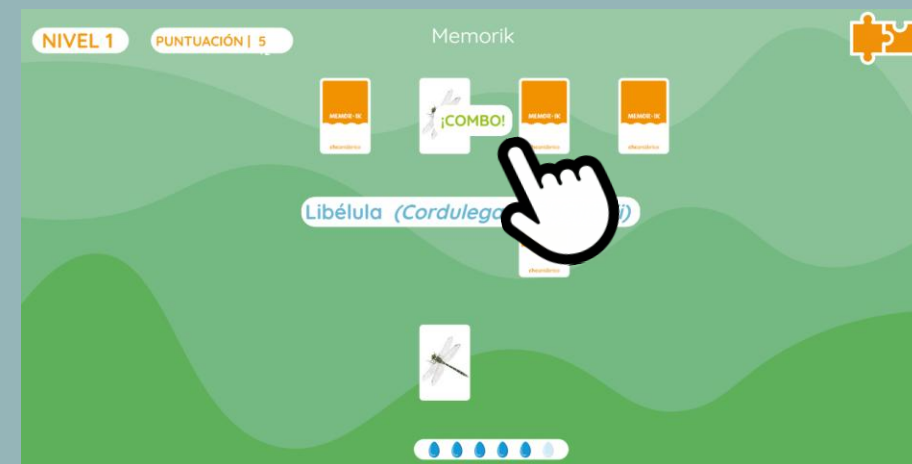 NIVEL 1
PUNTUACIÓN | 5
Memorik
MEMOR-IK
¡COMBO!
MEMOR-IK
MEMOR-IK
Libélula (Cordulega